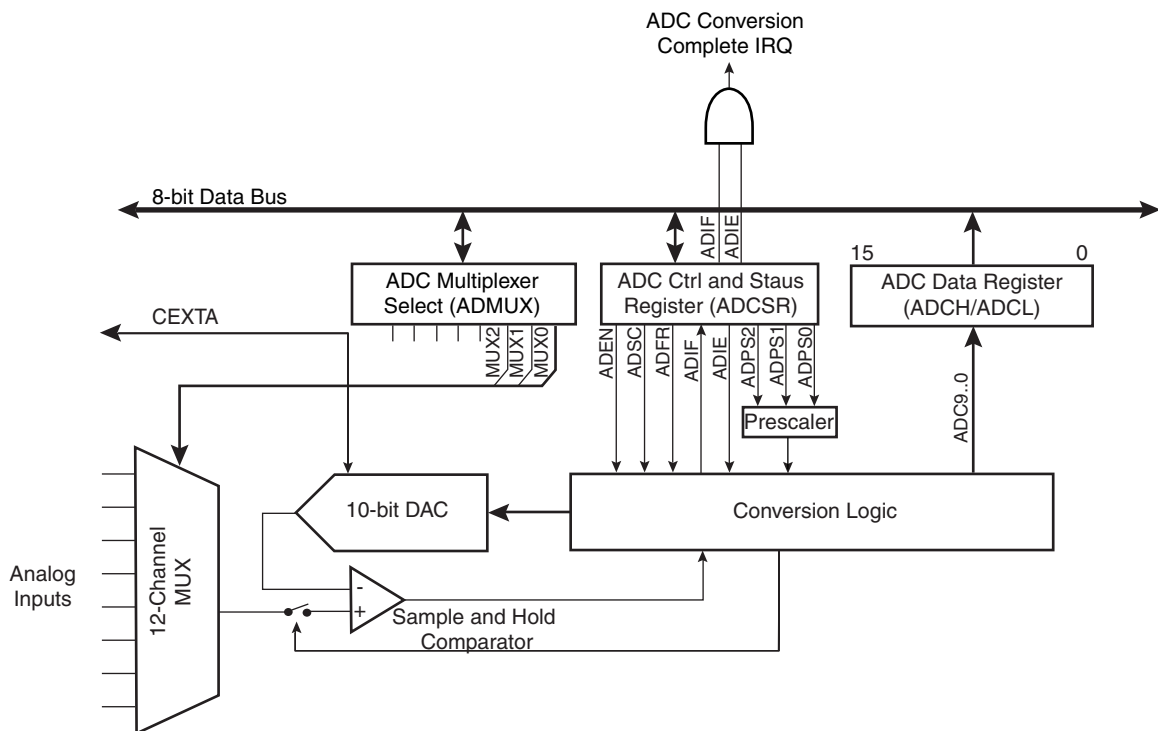 ADC Conversion
Complete IRQ
8-bit Data Bus
ADIF
ADIE
15
0
ADC Multiplexer
Select (ADMUX)
ADC Ctrl and Staus
Register (ADCSR)
ADC Data Register
(ADCH/ADCL)
CEXTA
MUX2
MUX1
MUX0
ADEN
ADSC
ADFR
ADIF
ADIE
ADPS2
ADPS1
ADPS0
Prescaler
ADC9..0
10-bit DAC
Conversion Logic
Analog
Inputs
12-Channel
MUX
-
+
Sample and Hold
Comparator